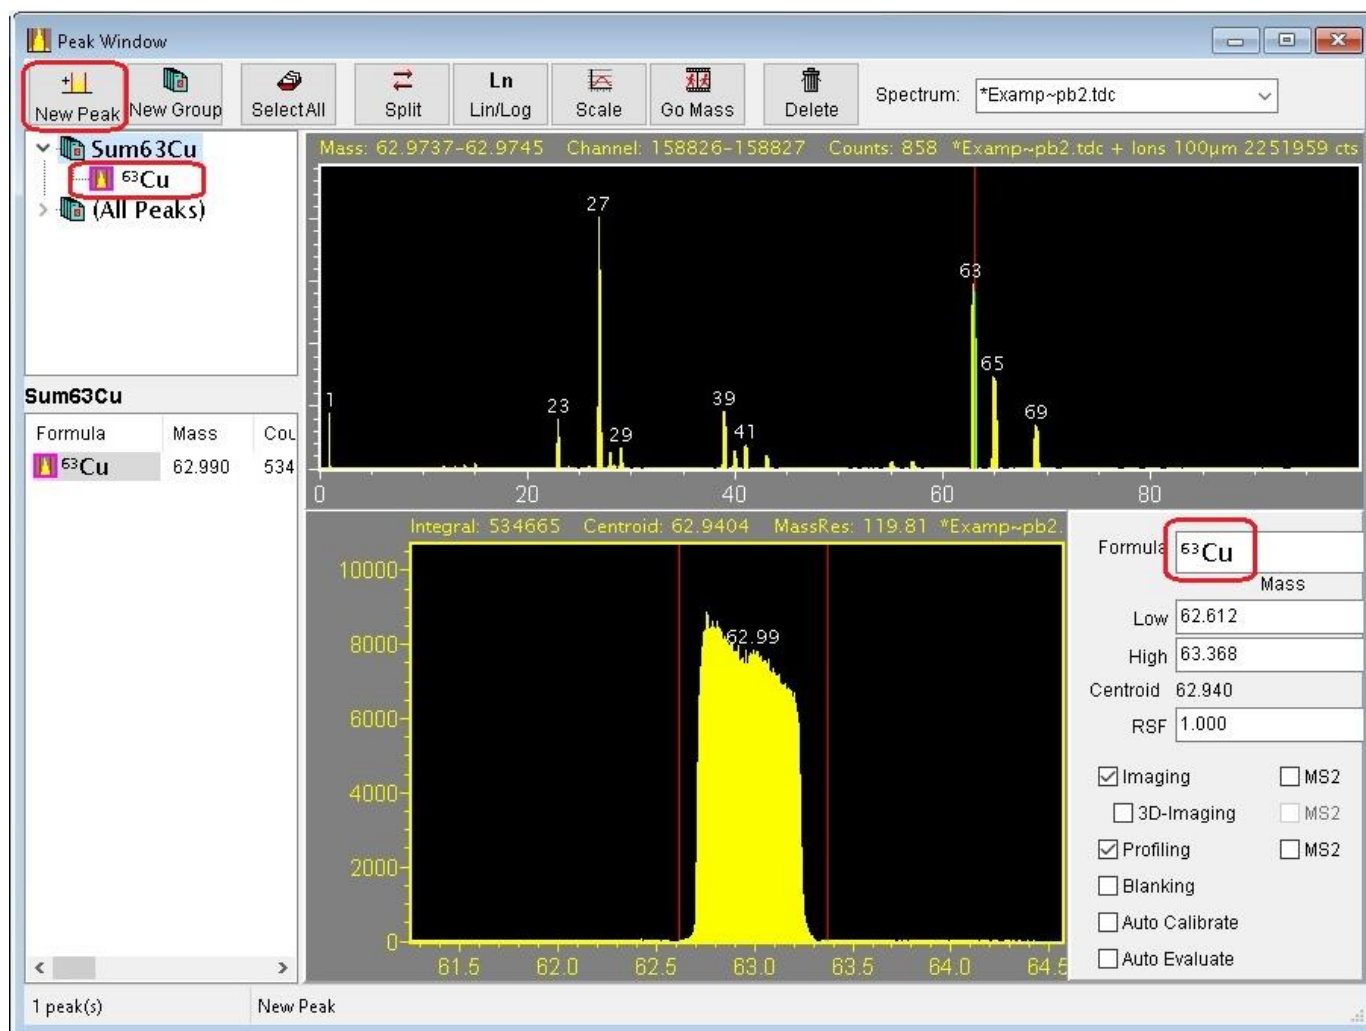 Peak Window
New Peak New Group SelectAll Split Ln Lin/Log Scale Go Mass Delete Spectrum: *Examp~pb2.tdc
Sum63Cu
⁶³Cu
(All Peaks)
Mass: 62.9737-62.9745 Channel: 158826-158827 Counts: 858 *Examp~pb2.tdc + Ions 100µm 2251959 cts
27
63
65
1 23 29 39 41 69
0 20 40 60 80
Sum63Cu
Formula Mass Cou
⁶³Cu 62.990 534
Integral: 534665 Centroid: 62.9404 MassRes: 119.81 *Examp~pb2.
10000
8000
6000
4000
2000
0
62.99
61.5 62.0 62.5 63.0 63.5 64.0 64.5
Formula ⁶³Cu
Mass
Low 62.612
High 63.368
Centroid 62.940
RSF 1.000
Imaging MS2
3D-Imaging MS2
Profiling MS2
Blanking
Auto Calibrate
Auto Evaluate
1 peak(s) New Peak